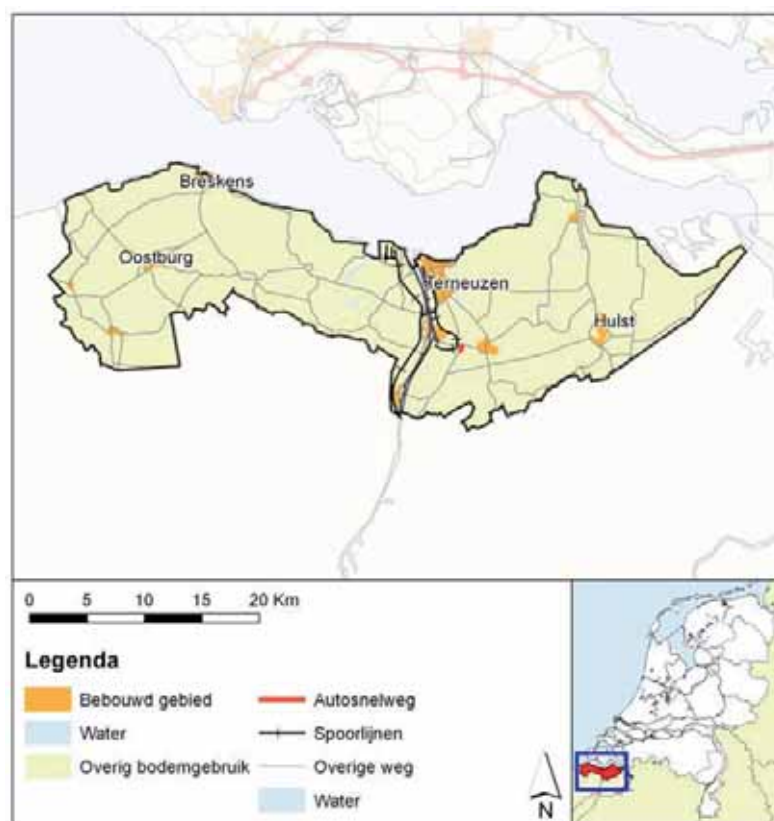 Breskens
Oostburg
Terneuzen
Hulst
0 5 10 15 20 Km
Legenda
Bebouwd gebied
Water
Overig bodemgebruik
Autosnelweg
Spoorlijnen
Overige weg
Water
N